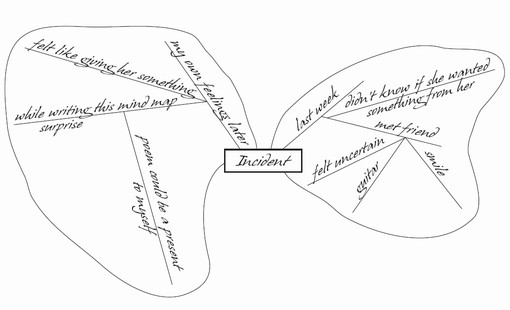 felt like giving her something
my own feelings later
while writing this mind map
surprise
poem could be a present
to myself
Incident
last week
didn't know if she wanted
something from her
met friend
felt uncertain
guitar
smile